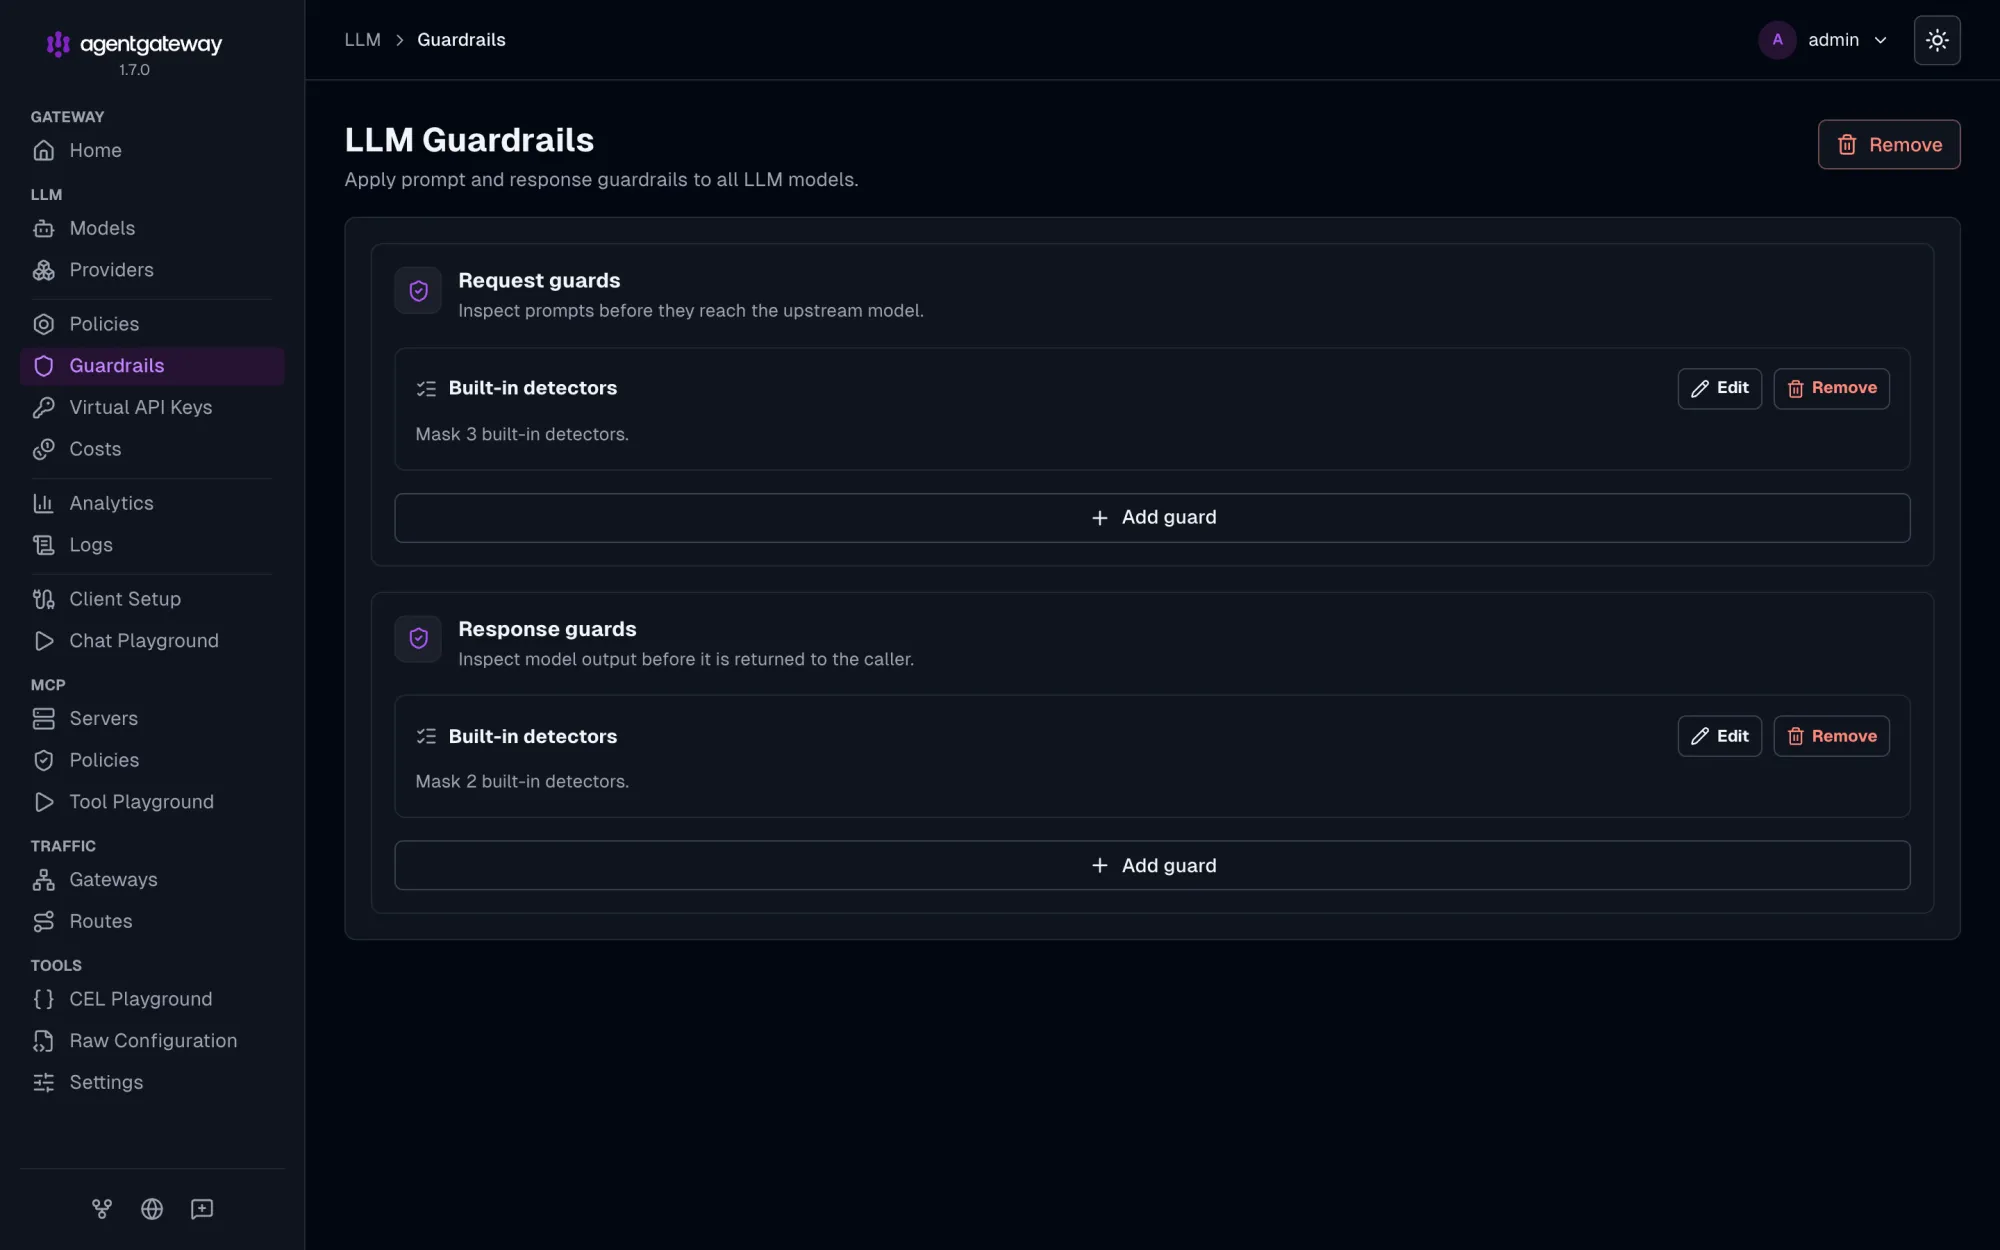 agentgateway
1.7.0
GATEWAY
Home
LLM
Models
Providers
Policies
Guardrails
Virtual API Keys
Costs
Analytics
Logs
Client Setup
Chat Playground
MCP
Servers
Policies
Tool Playground
TRAFFIC
Gateways
Routes
TOOLS
CEL Playground
Raw Configuration
Settings
LLM > Guardrails
A admin
LLM Guardrails
Remove
Apply prompt and response guardrails to all LLM models.
Request guards
Inspect prompts before they reach the upstream model.
Built-in detectors
Edit
Remove
Mask 3 built-in detectors.
+ Add guard
Response guards
Inspect model output before it is returned to the caller.
Built-in detectors
Edit
Remove
Mask 2 built-in detectors.
+ Add guard